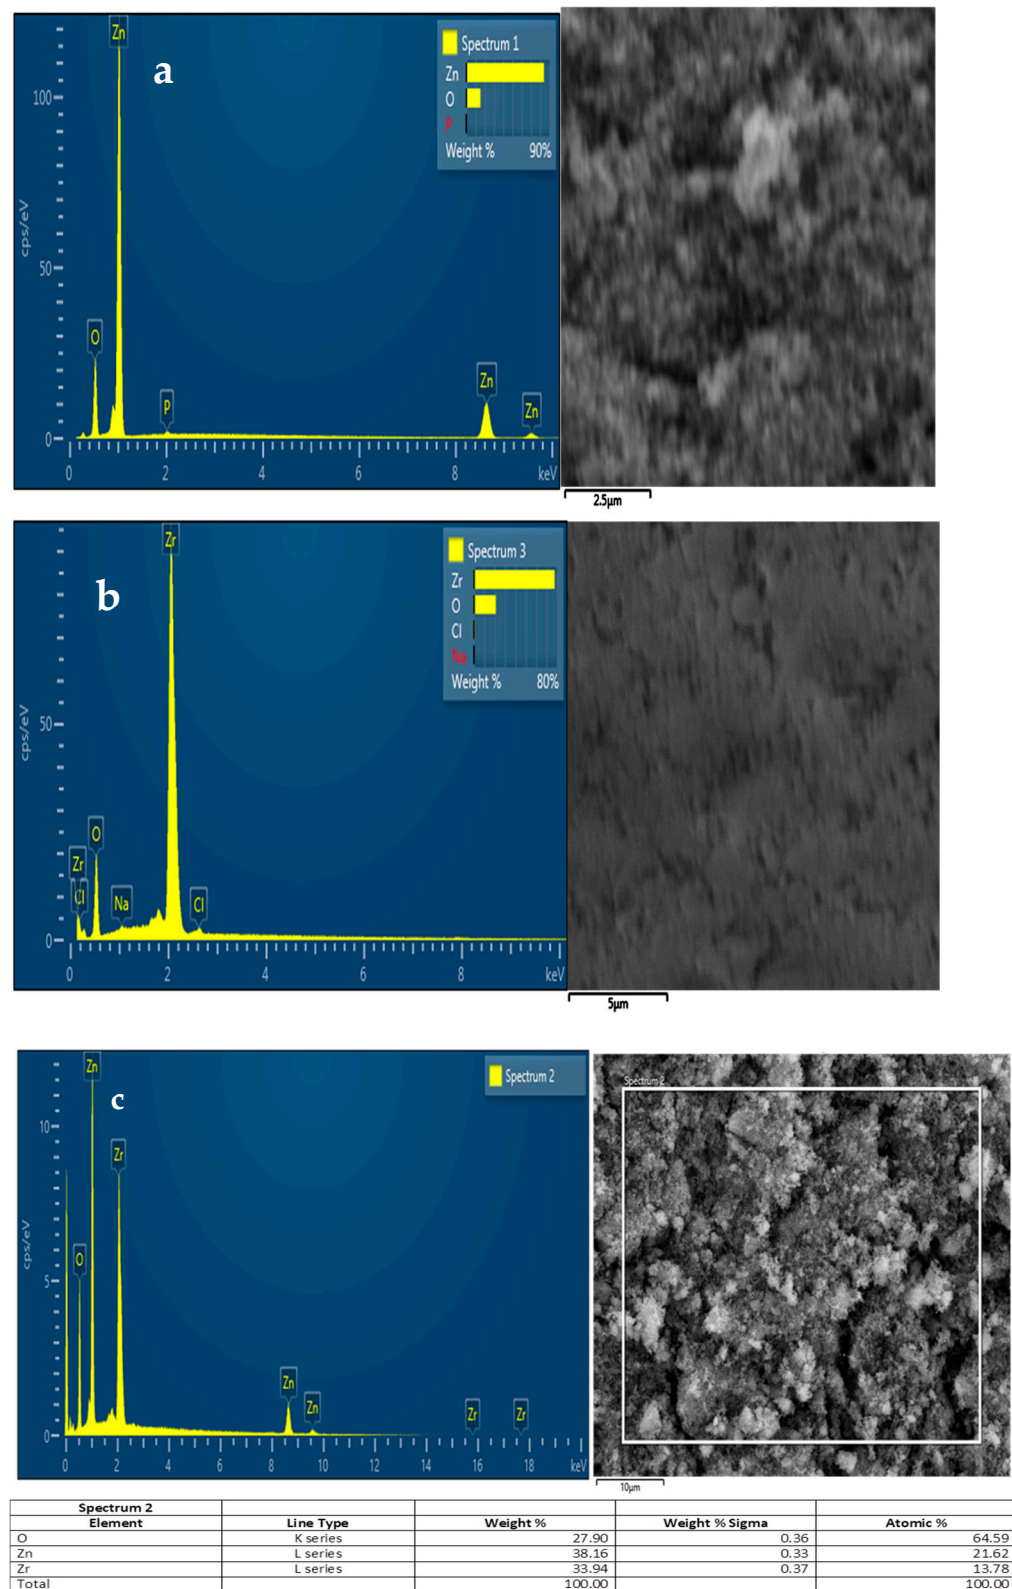 a
Zn
Spectrum 1
Zn
O
P
Weight % 90%
100
50
0
cps/eV
O
P
Zn
Zn
0 2 4 6 8 keV
2.5µm
b
Zr
Spectrum 3
Zr
O
Cl
Na
Weight % 80%
50
0
cps/eV
Zr
Cl
O
Na
Cl
0 2 4 6 8 keV
5µm
c
Zn
Spectrum 2
Zr
10
5
0
cps/eV
O
Zn
Zn
Zr
Zr
0 2 4 6 8 10 12 14 16 18 keV
Spectrum 2
10µm
Spectrum 2
Element Line Type Weight % Weight % Sigma Atomic %
O K series 27.90 0.36 64.59
Zn L series 38.16 0.33 21.62
Zr L series 33.94 0.37 13.78
Total 100.00 100.00